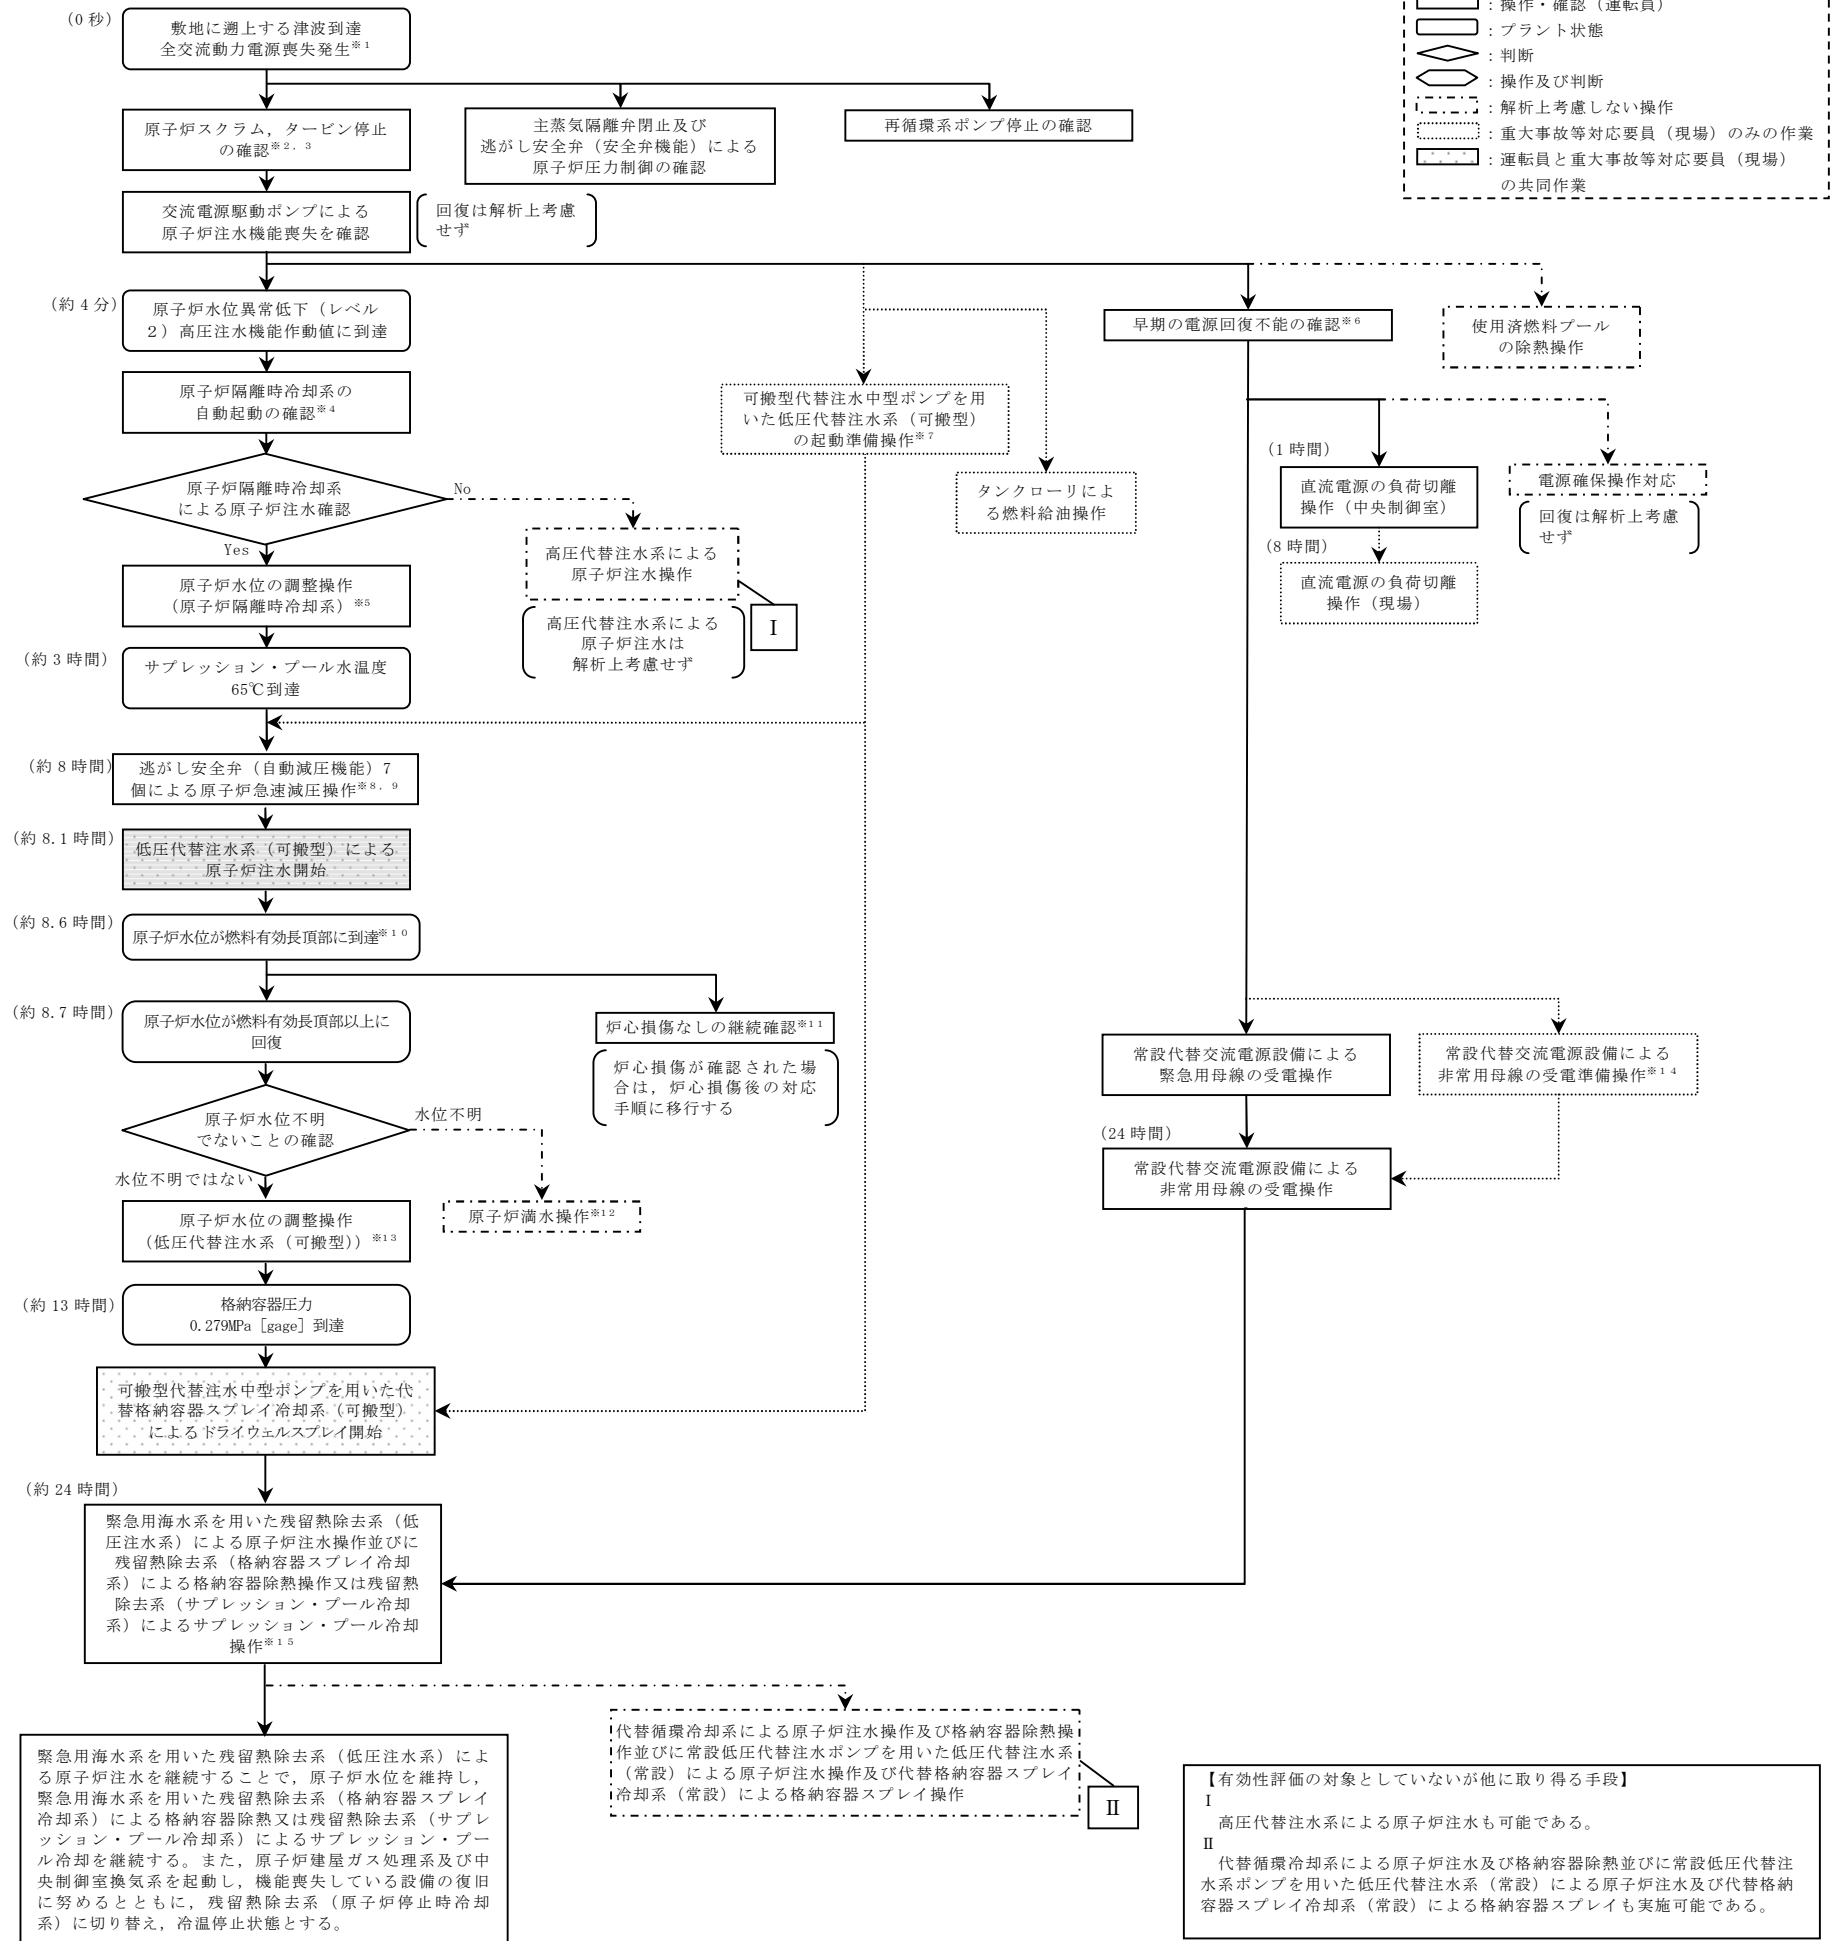 ：操作・確認（運転員）
：プラント状態
：判断
：操作及び判断
：解析上考慮しない操作
：重大事故等対応要員（現場）のみの作業
：運転員と重大事故等対応要員（現場）
の共同作業
（0 秒）
敷地に遡上する津波到達
全交流動力電源喪失発生※１
原子炉スクラム，タービン停止
の確認※２，３
主蒸気隔離弁閉止及び
逃がし安全弁（安全弁機能）による
原子炉圧力制御の確認
再循環系ポンプ停止の確認
交流電源駆動ポンプによる
原子炉注水機能喪失を確認
回復は解析上考慮
せず
（約 4 分）
原子炉水位異常低下（レベル
２）高圧注水機能作動値に到達
早期の電源回復不能の確認※６
使用済燃料プール
の除熱操作
原子炉隔離時冷却系の
自動起動の確認※４
可搬型代替注水中型ポンプを用
いた低圧代替注水系（可搬型）
の起動準備操作※７
タンクローリによ
る燃料給油操作
（1 時間）
直流電源の負荷切離
操作（中央制御室）
電源確保操作対応
回復は解析上考慮
せず
（8 時間）
直流電源の負荷切離
操作（現場）
原子炉隔離時冷却系
による原子炉注水確認
No
Yes
高圧代替注水系による
原子炉注水操作
Ⅰ
高圧代替注水系による
原子炉注水は
解析上考慮せず
原子炉水位の調整操作
（原子炉隔離時冷却系）※5
（約 3 時間）
サプレッション・プール水温度
65℃到達
（約 8 時間）
逃がし安全弁（自動減圧機能）7
個による原子炉急速減圧操作※８，９
（約 8.1 時間）
低圧代替注水系（可搬型）による
原子炉注水開始
（約 8.6 時間）
原子炉水位が燃料有効長頂部に到達※１０
（約 8.7 時間）
原子炉水位が燃料有効長頂部以上に
回復
炉心損傷なしの継続確認※１１
炉心損傷が確認された場
合は，炉心損傷後の対応
手順に移行する
常設代替交流電源設備による
緊急用母線の受電操作
常設代替交流電源設備による
非常用母線の受電準備操作※１４
（24 時間）
常設代替交流電源設備による
非常用母線の受電操作
原子炉水位不明
でないことの確認
水位不明
水位不明ではない
原子炉満水操作※12
原子炉水位の調整操作
（低圧代替注水系（可搬型））※13
（約 13 時間）
格納容器圧力
0.279MPa［gage］到達
可搬型代替注水中型ポンプを用いた代
替格納容器スプレイ冷却系（可搬型）
によるドライウェルスプレイ開始
（約 24 時間）
緊急用海水系を用いた残留熱除去系（低
圧注水系）による原子炉注水操作並びに
残留熱除去系（格納容器スプレイ冷却
系）による格納容器除熱操作又は残留熱
除去系（サプレッション・プール冷却
系）によるサプレッション・プール冷却
操作※１５
代替循環冷却系による原子炉注水操作及び格納容器除熱操
作並びに常設低圧代替注水ポンプを用いた低圧代替注水系
（常設）による原子炉注水操作及び代替格納容器スプレイ
冷却系（常設）による格納容器スプレイ操作
Ⅱ
緊急用海水系を用いた残留熱除去系（低圧注水系）によ
る原子炉注水を継続することで，原子炉水位を維持し，
緊急用海水系を用いた残留熱除去系（格納容器スプレイ
冷却系）による格納容器除熱又は残留熱除去系（サプレ
ッション・プール冷却系）によるサプレッション・プー
ル冷却を継続する。また，原子炉建屋ガス処理系及び中
央制御室換気系を起動し，機能喪失している設備の復旧
に努めるとともに，残留熱除去系（原子炉停止時冷却
系）に切り替え，冷温停止状態とする。
【有効性評価の対象としていないが他に取り得る手段】
Ⅰ
高圧代替注水系による原子炉注水も可能である。
Ⅱ
代替循環冷却系による原子炉注水及び格納容器除熱並びに常設低圧代替注
水系ポンプを用いた低圧代替注水系（常設）による原子炉注水及び代替格納
容器スプレイ冷却系（常設）による格納容器スプレイも実施可能である。